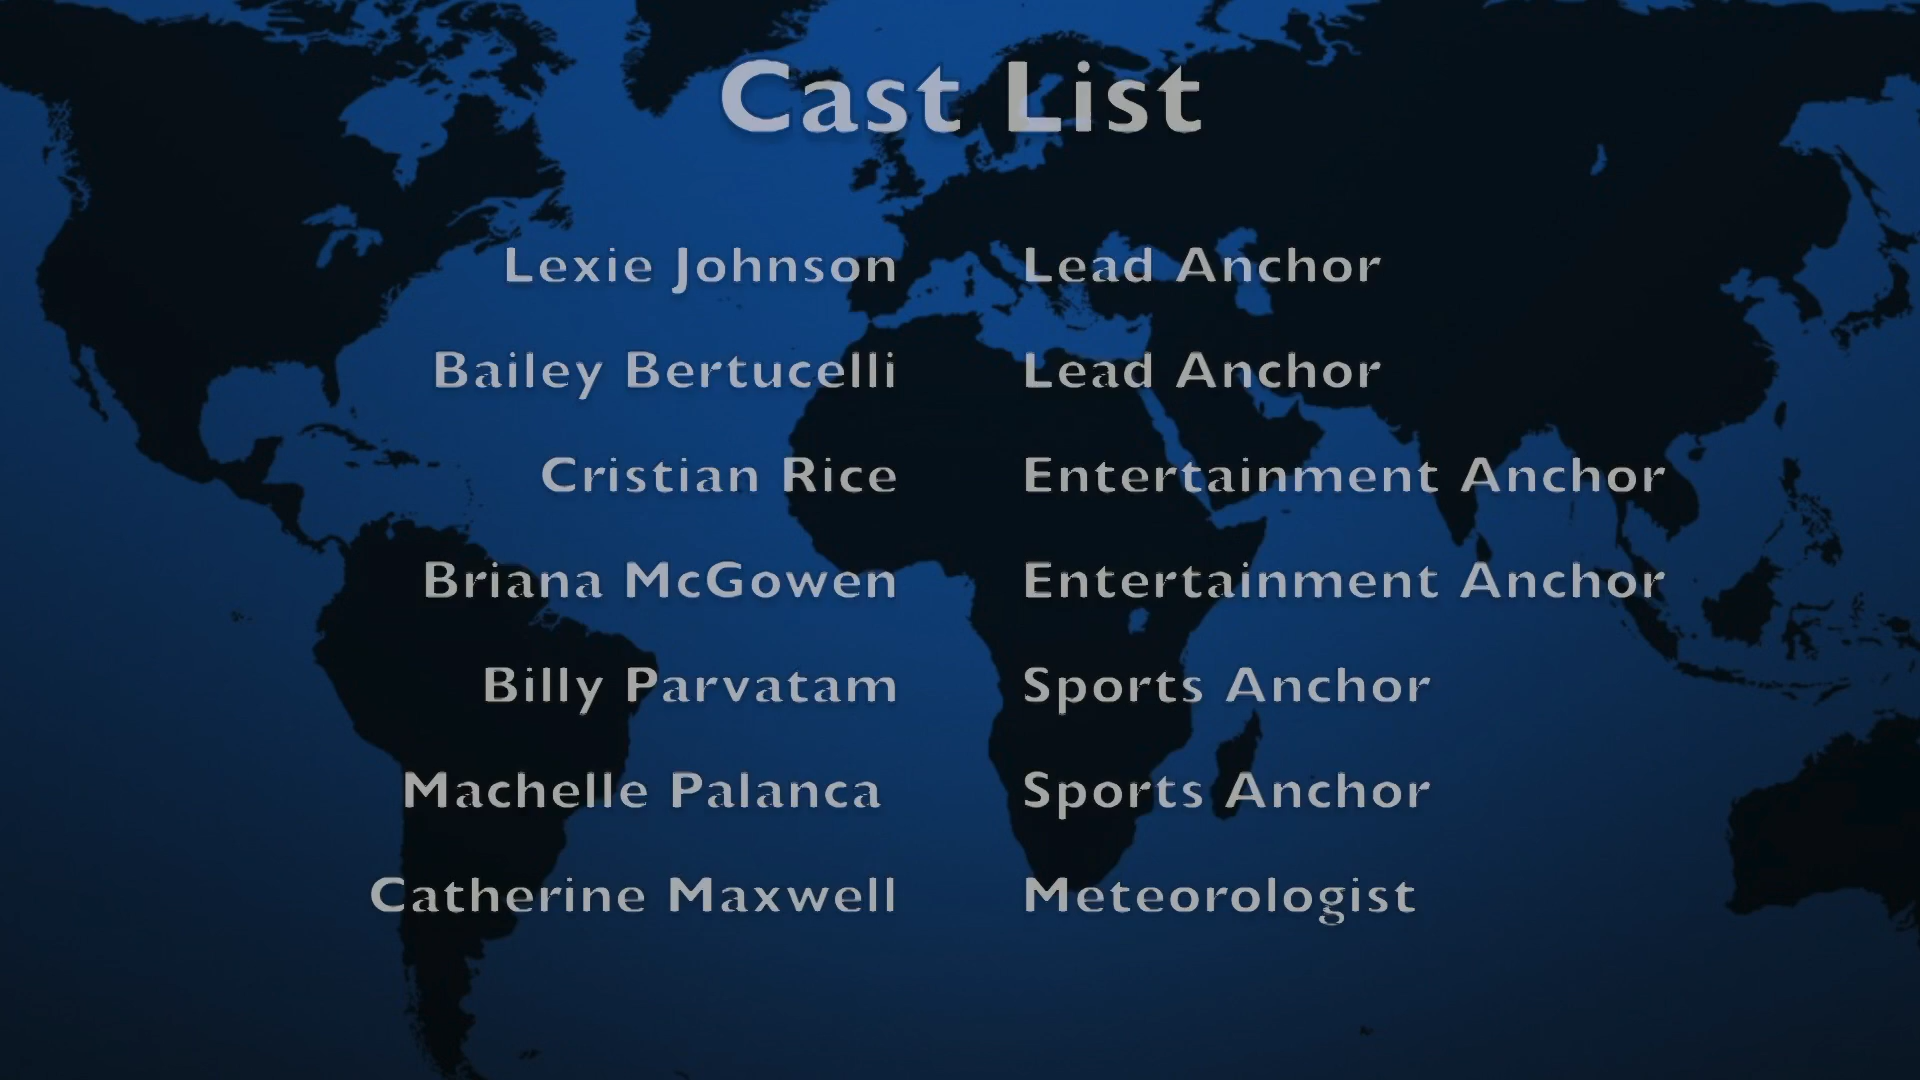 Cast List
Lexie Johnson Lead Anchor
Bailey Bertucelli Lead Anchor
Cristian Rice Entertainment Anchor
Briana McGowen Entertainment Anchor
Billy Parvatam Sports Anchor
Machelle Palanca Sports Anchor
Catherine Maxwell Meteorologist